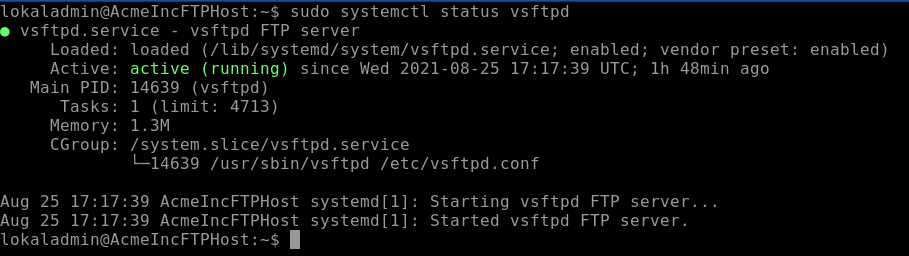 lokaladmin@AcmeIncFTPHost:~$ sudo systemctl status vsftpd
● vsftpd.service - vsftpd FTP server
     Loaded: loaded (/lib/systemd/system/vsftpd.service; enabled; vendor preset: enabled)
     Active: active (running) since Wed 2021-08-25 17:17:39 UTC; 1h 48min ago
   Main PID: 14639 (vsftpd)
      Tasks: 1 (limit: 4713)
     Memory: 1.3M
     CGroup: /system.slice/vsftpd.service
             └─14639 /usr/sbin/vsftpd /etc/vsftpd.conf

Aug 25 17:17:39 AcmeIncFTPHost systemd[1]: Starting vsftpd FTP server...
Aug 25 17:17:39 AcmeIncFTPHost systemd[1]: Started vsftpd FTP server.
lokaladmin@AcmeIncFTPHost:~$